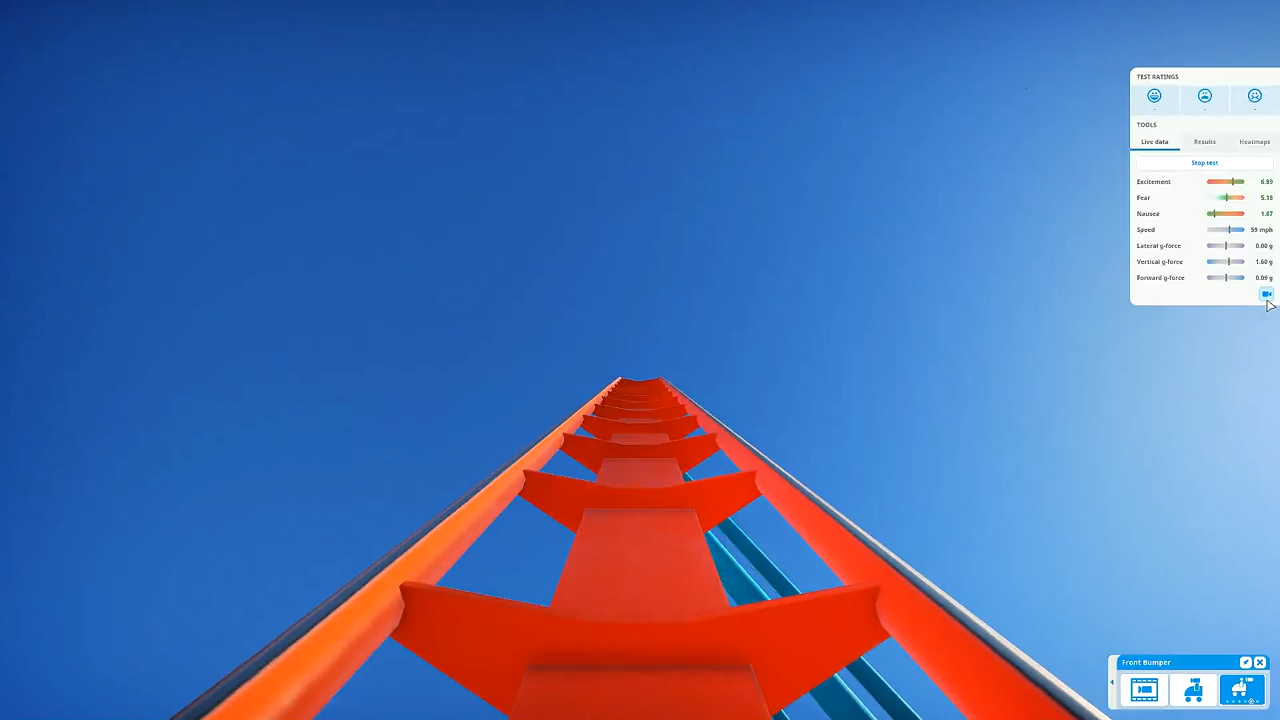 TEST RATINGS
TOOLS
Live data Results Heatmaps
Stop test
Excitement 6.89
Fear 5.18
Nausea 1.87
Speed 59 mph
Lateral g-force 0.00 g
Vertical g-force 1.60 g
Forward g-force 0.09 g
Front Bumper